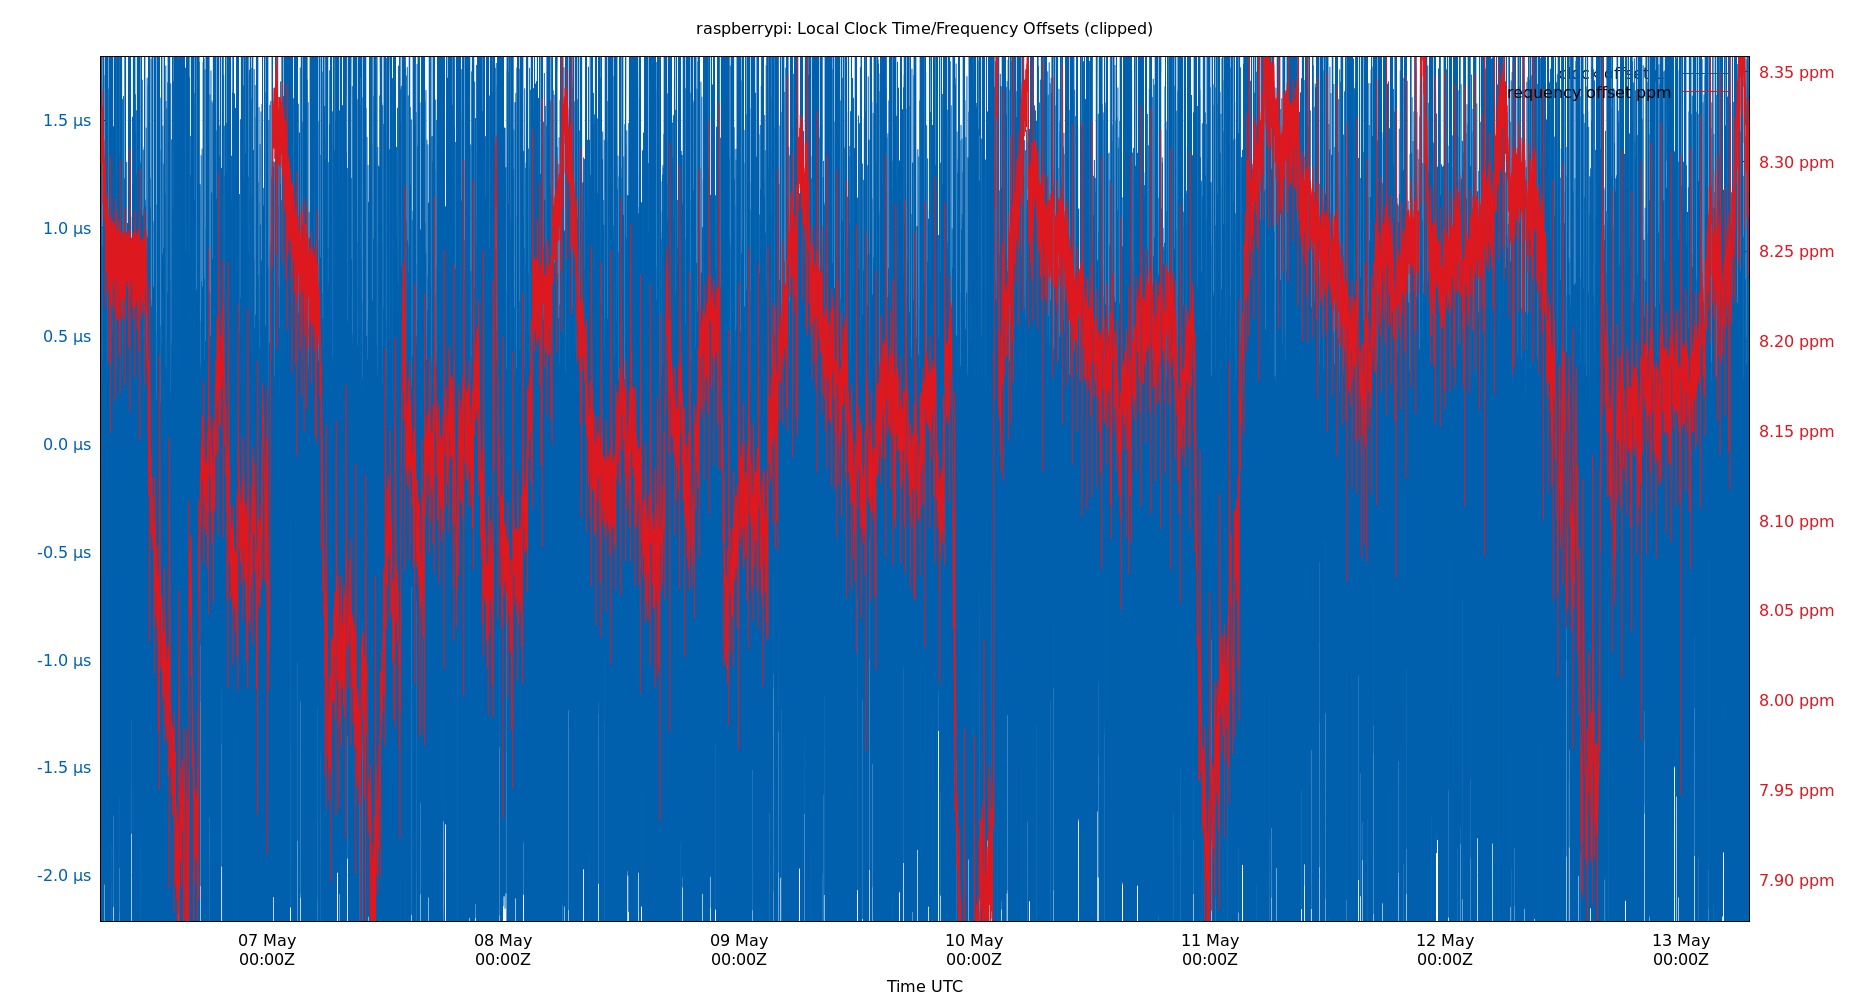 raspberrypi: Local Clock Time/Frequency Offsets (clipped)
clock offset
requency offset ppm
1.5 µs
1.0 µs
0.5 µs
0.0 µs
-0.5 µs
-1.0 µs
-1.5 µs
-2.0 µs
8.35 ppm
8.30 ppm
8.25 ppm
8.20 ppm
8.15 ppm
8.10 ppm
8.05 ppm
8.00 ppm
7.95 ppm
7.90 ppm
07 May 08 May 09 May 10 May 11 May 12 May 13 May
00:00Z 00:00Z 00:00Z 00:00Z 00:00Z 00:00Z 00:00Z
Time UTC